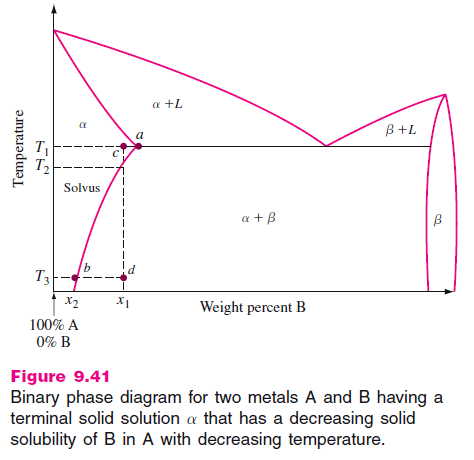 α + L
α
a
β + L
T₁
c
T₂
Temperature
Solvus
α + β
β
b
d
T₃
x₂
x₁
Weight percent B
100% A
0% B
Figure 9.41
Binary phase diagram for two metals A and B having a
terminal solid solution α that has a decreasing solid
solubility of B in A with decreasing temperature.